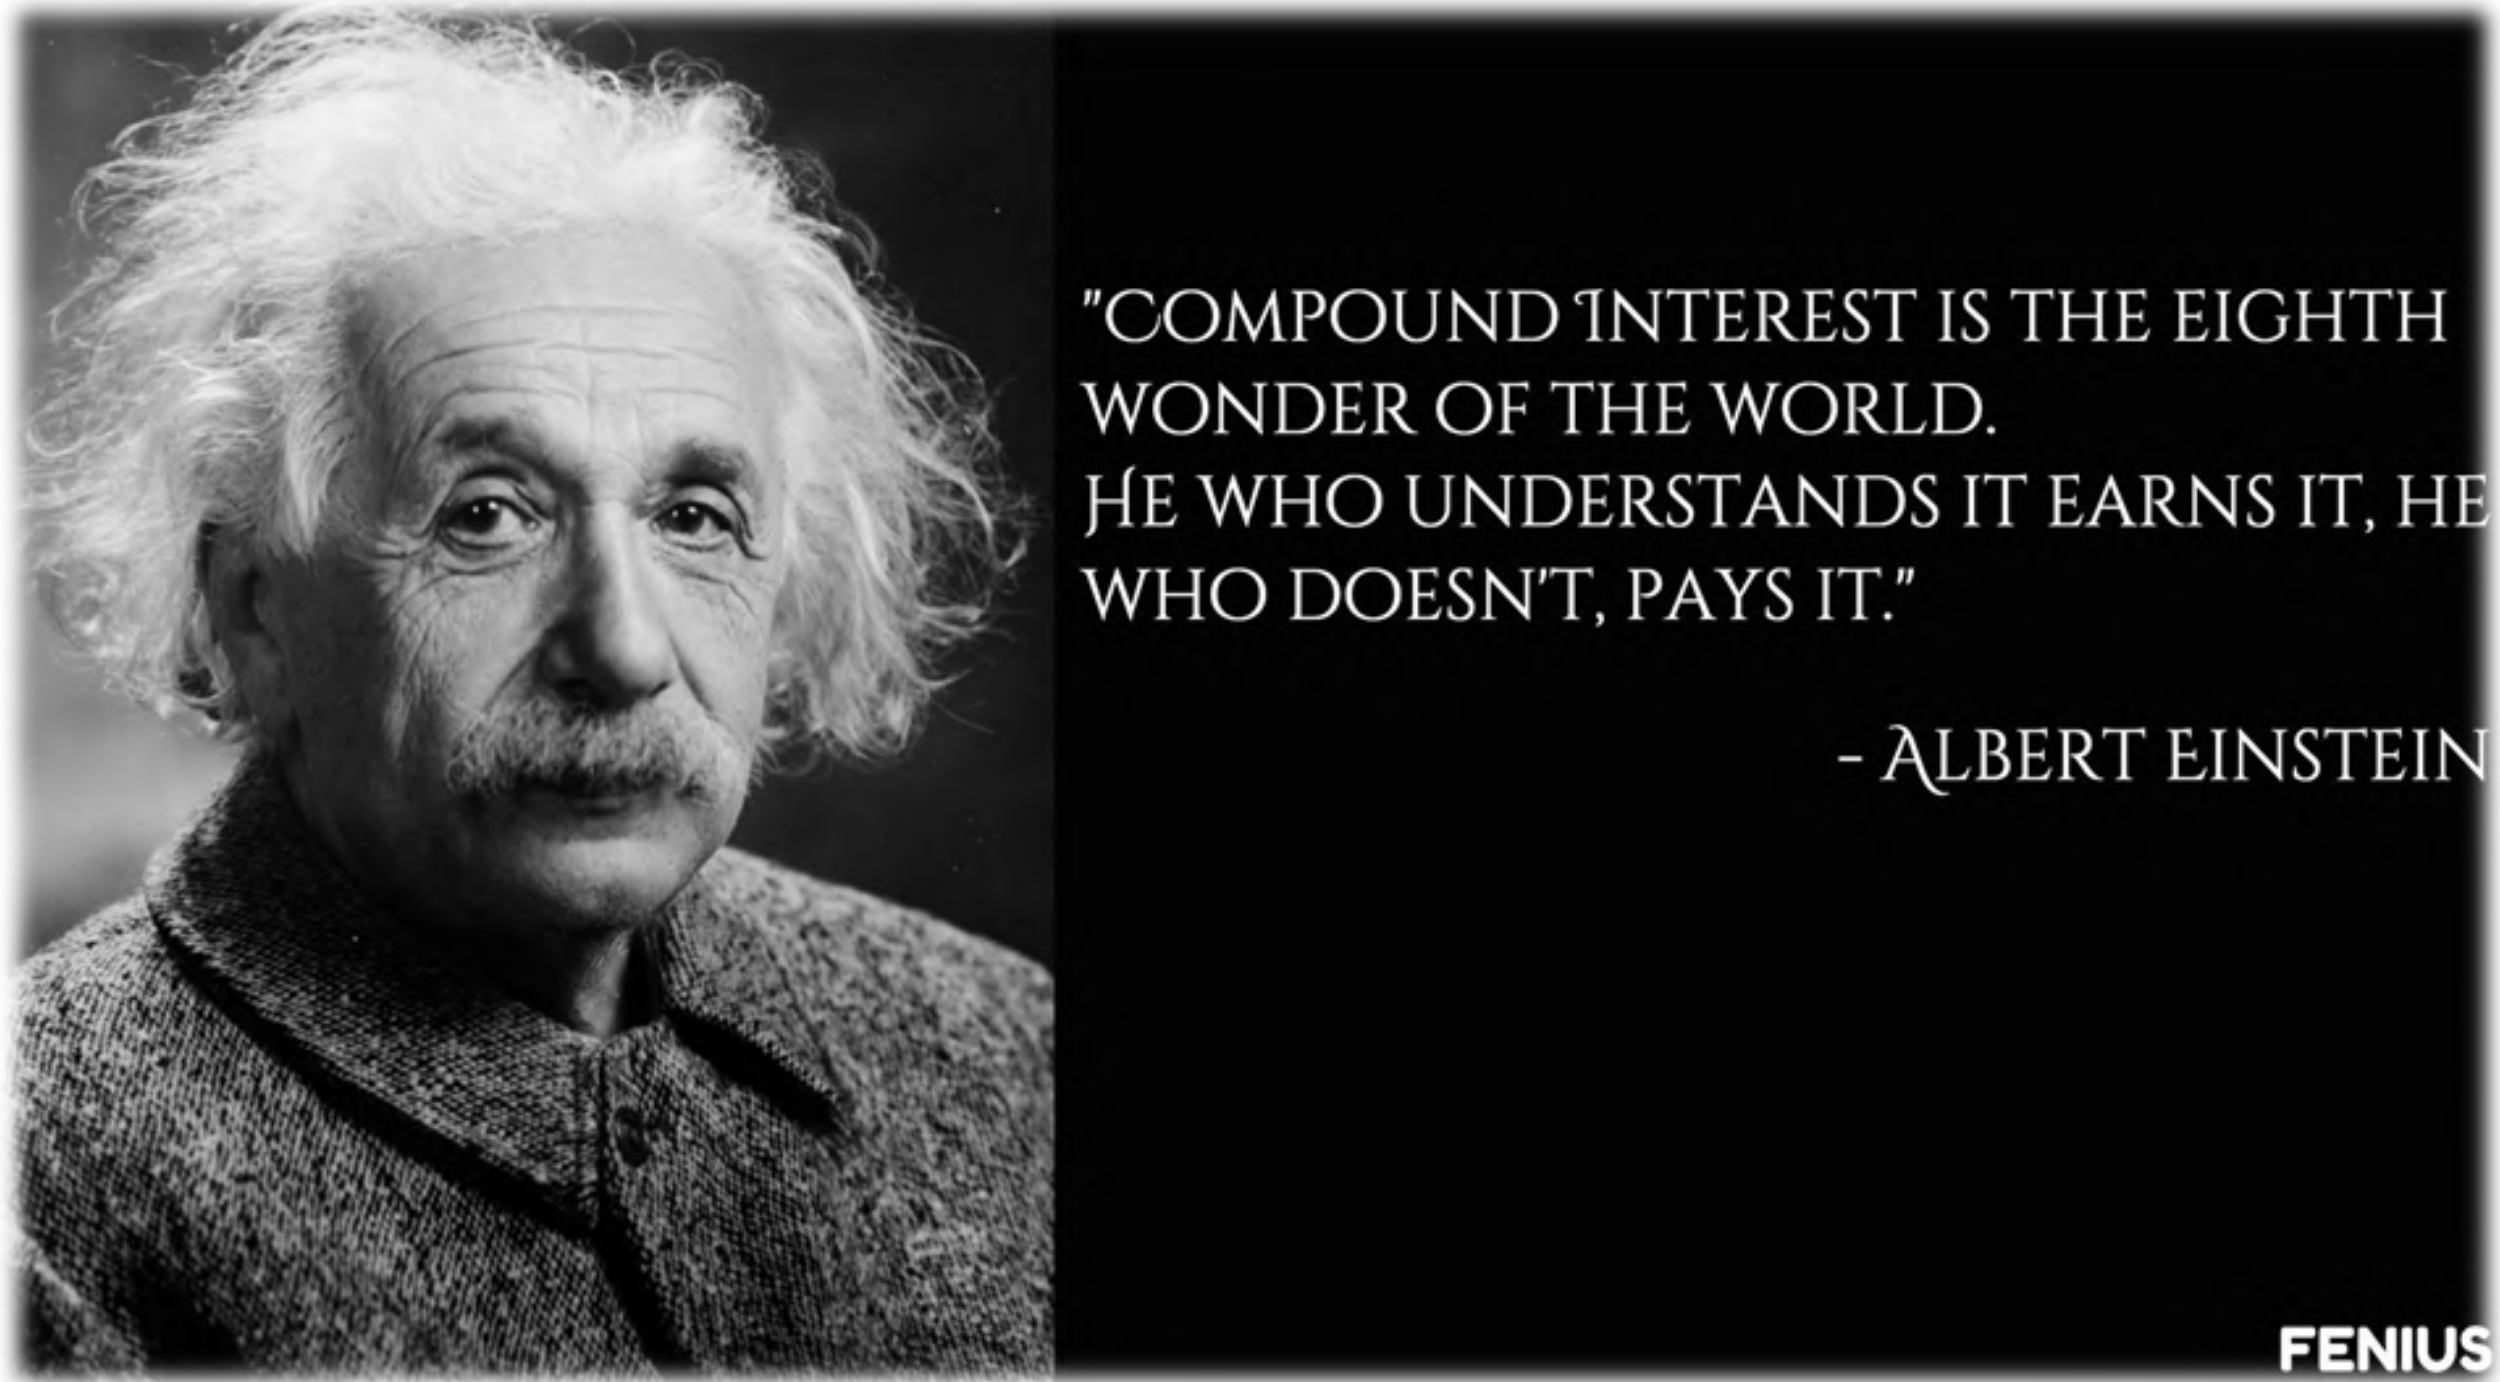 "Compound Interest is the eighth
wonder of the world.
He who understands it earns it, he
who doesn't, pays it."
- Albert Einstein
FENIUS